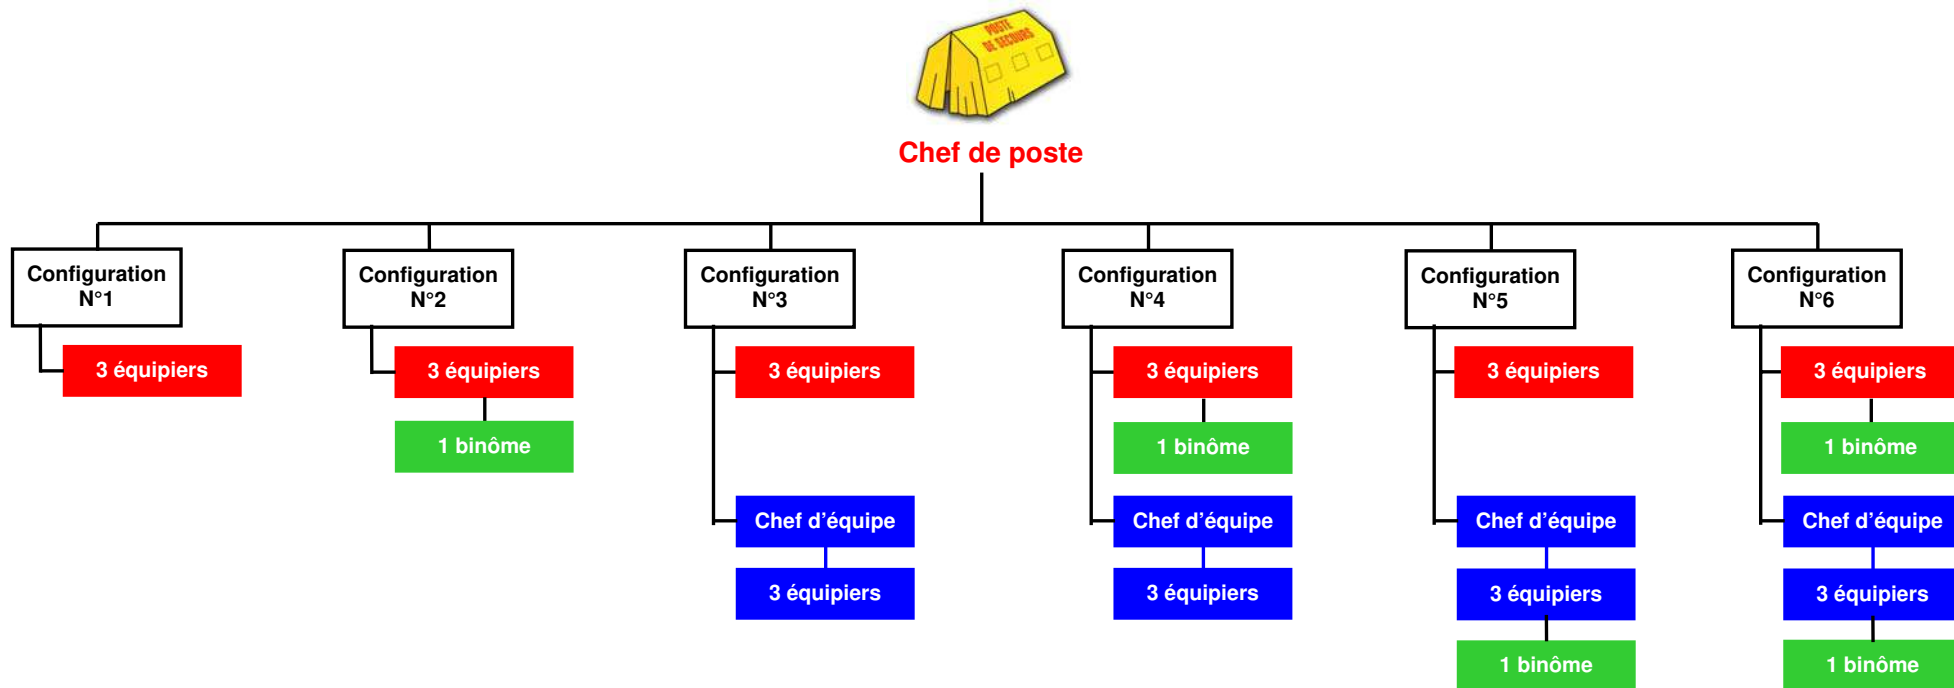 POSTE
DE SECOURS
Chef de poste
Configuration
N°1
3 équipiers
Configuration
N°2
3 équipiers
1 binôme
Configuration
N°3
3 équipiers
Chef d’équipe
3 équipiers
Configuration
N°4
3 équipiers
1 binôme
Chef d’équipe
3 équipiers
Configuration
N°5
3 équipiers
Chef d’équipe
3 équipiers
1 binôme
Configuration
N°6
3 équipiers
1 binôme
Chef d’équipe
3 équipiers
1 binôme